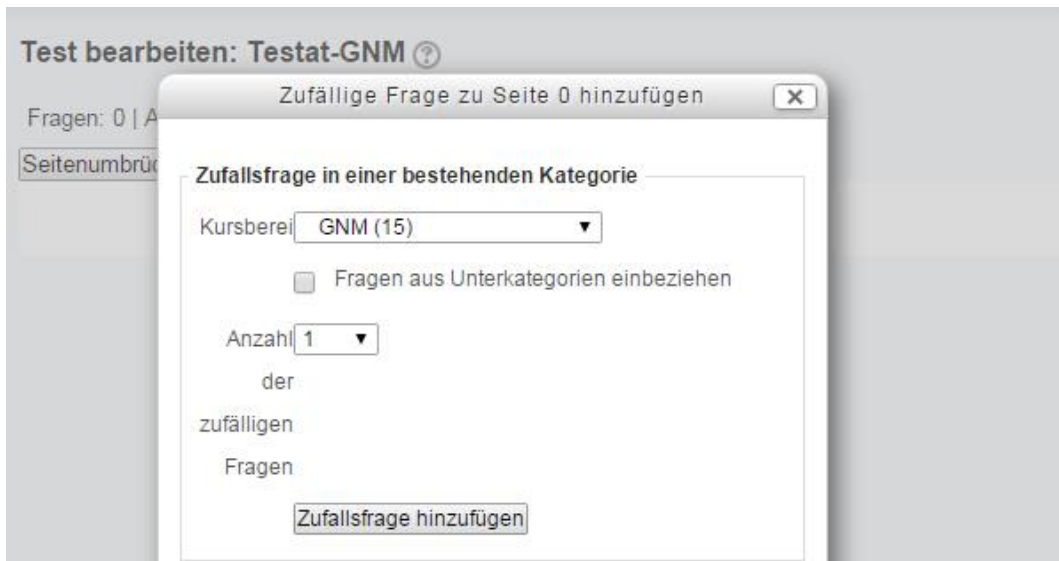 Test bearbeiten: Testat-GNM ?
Zufällige Frage zu Seite 0 hinzufügen
Fragen: 0 | A
Seitenumbrüc
Zufallsfrage in einer bestehenden Kategorie
Kursberei GNM (15)
Fragen aus Unterkategorien einbeziehen
Anzahl 1
der
zufälligen
Fragen
Zufallsfrage hinzufügen